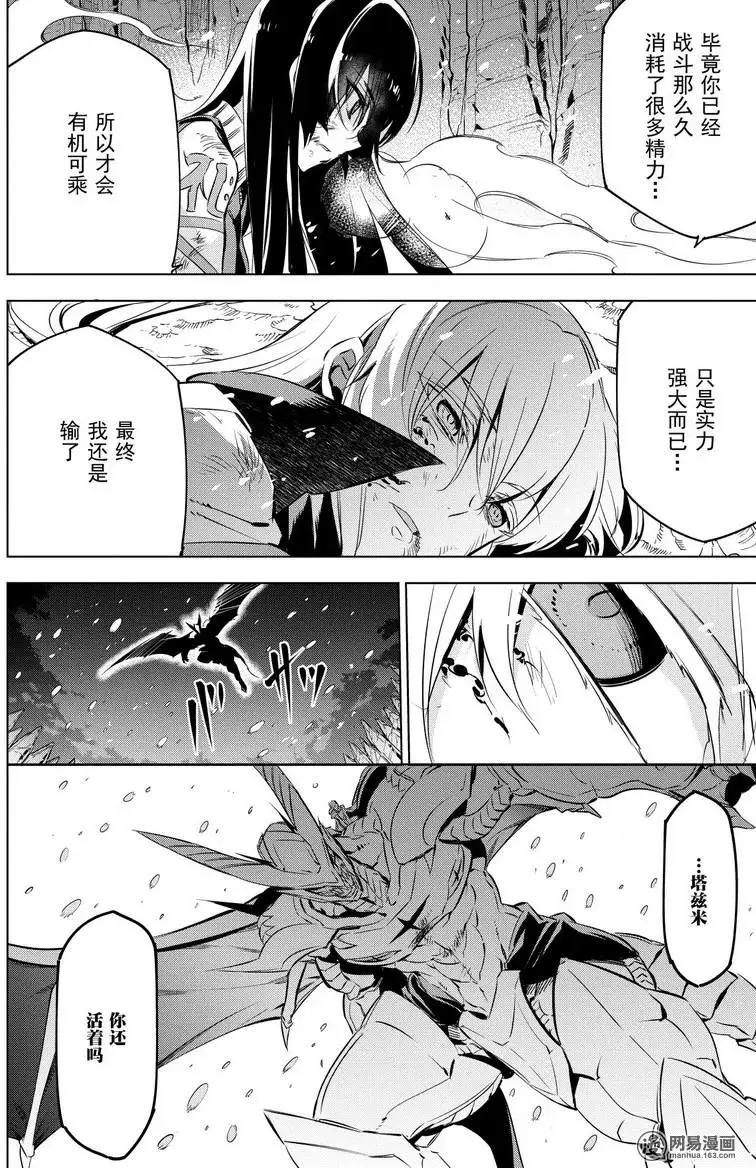 毕竟你已经
战斗那么久
消耗了很多精力…
所以才会
有机可乘
只是实力
强大而已…
最终
我还是
输了
ザッ
ザッ
…塔兹米
你还
活着吗
网易漫画
manhua.163.com